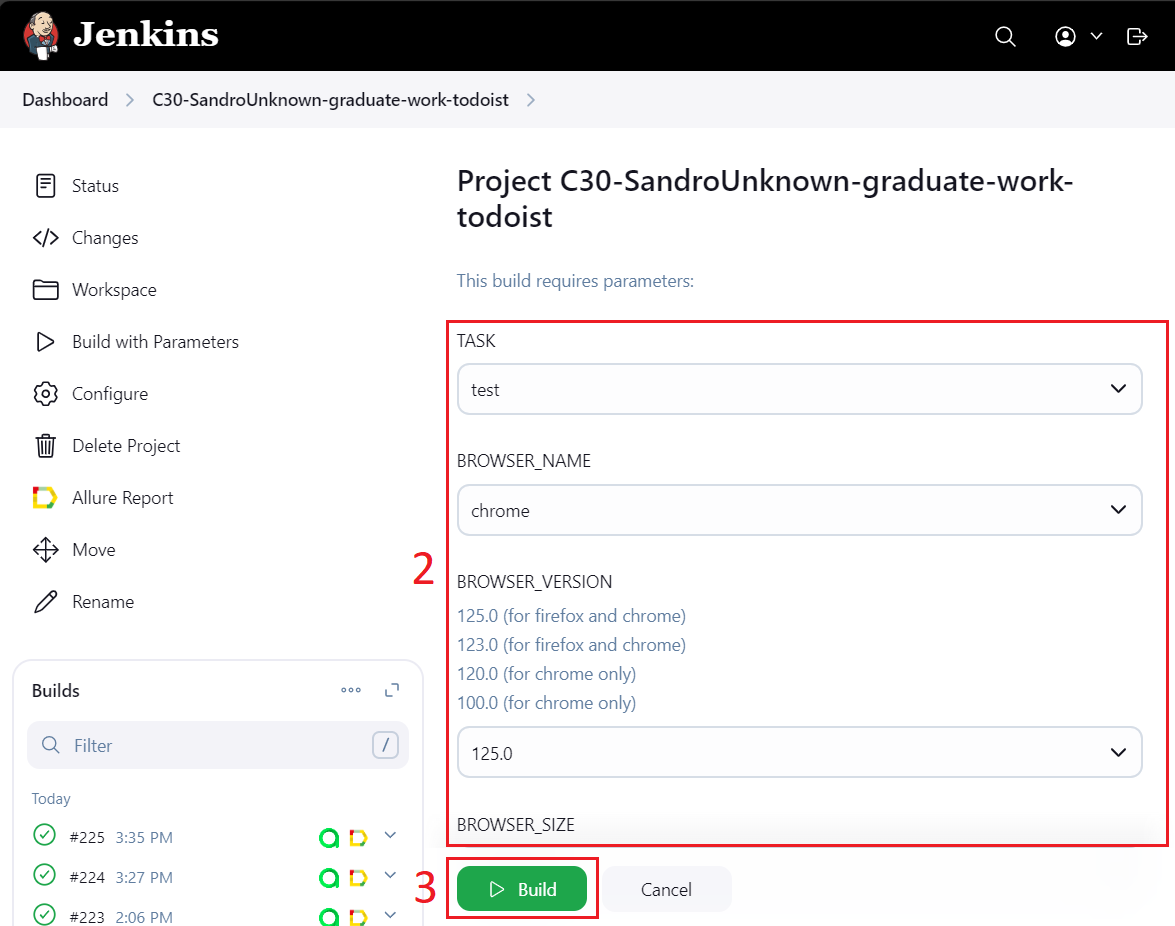 Jenkins
Dashboard
C30-SandroUnknown-graduate-work-todoist
Status
Changes
Workspace
Build with Parameters
Configure
Delete Project
Allure Report
Move
Rename
Builds
Filter
/
Today
#225 3:35 PM
#224 3:27 PM
#223 2:06 PM
Project C30-SandroUnknown-graduate-work-
todoist
This build requires parameters:
2
TASK
test
BROWSER_NAME
chrome
BROWSER_VERSION
125.0 (for firefox and chrome)
123.0 (for firefox and chrome)
120.0 (for chrome only)
100.0 (for chrome only)
125.0
BROWSER_SIZE
3
Build
Cancel